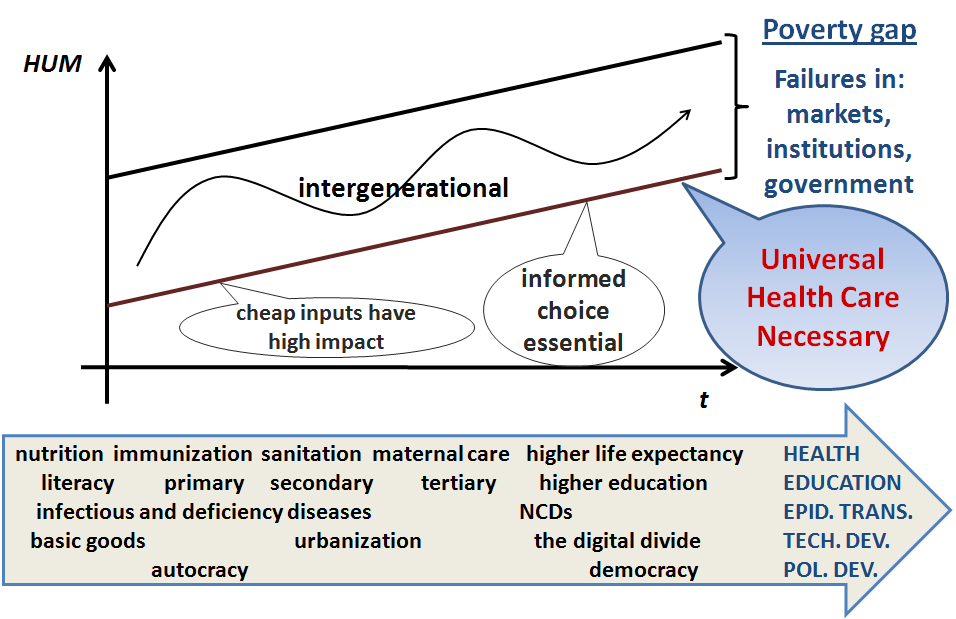 Poverty gap
HUM
Failures in:
markets,
institutions,
government
intergenerational
cheap inputs have
high impact
informed
choice
essential
Universal
Health Care
Necessary
t
nutrition immunization sanitation maternal care higher life expectancy HEALTH
literacy primary secondary tertiary higher education EDUCATION
infectious and deficiency diseases NCDs EPID. TRANS.
basic goods urbanization the digital divide TECH. DEV.
autocracy democracy POL. DEV.